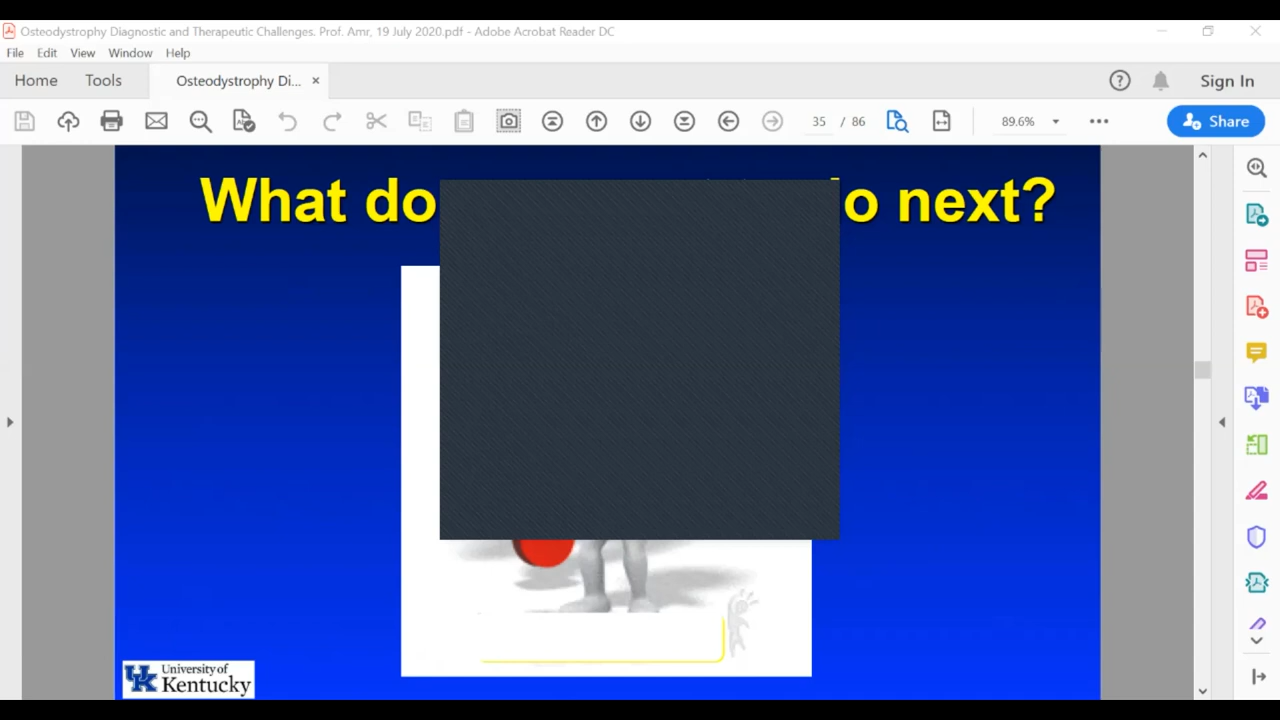 Osteodystrophy Diagnostic and Therapeutic Challenges. Prof. Amr, 19 July 2020.pdf - Adobe Acrobat Reader DC
File Edit View Window Help
Home Tools Osteodystrophy Di... × Sign In
35 / 86 89.6% Share
What do o next?
University of
UK Kentucky